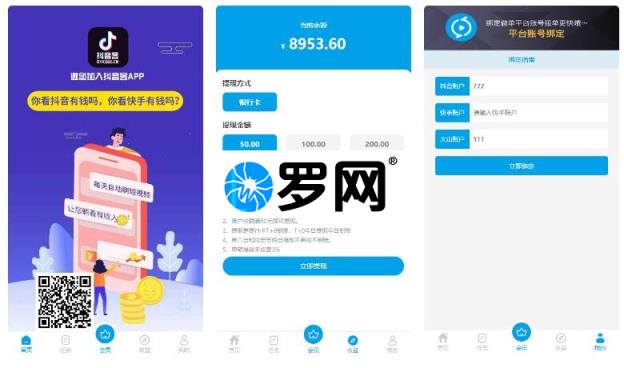 抖音客
邀您加入抖音客APP
你看抖音有钱吗，你看快手有钱吗？
每天自动刷短视频
让您躺着有收入
首页
任务
会员
收益
我的
当前余额
¥ 8953.60
提现方式
银行卡
提现金额
50.00 100.00 200.00
罗网®
立即提现
首页
任务
会员
收益
我的
绑定做单平台账号接单更快哦~
平台账号绑定
绑定指南
抖音账户 777
快手账户 请输入快手账户
火山账户 111
立即绑定
首页
任务
会员
收益
我的